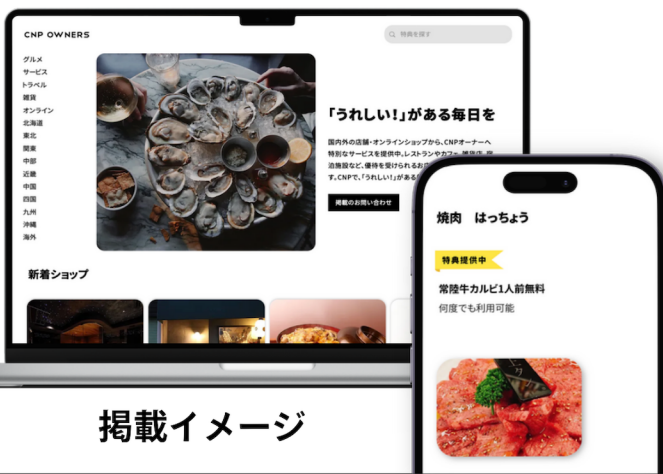 CNP OWNERS
特典を探す
グルメ
サービス
トラベル
雑貨
オンライン
北海道
東北
関東
中部
近畿
中国
四国
九州
沖縄
海外
「うれしい！」がある毎日を
国内外の店舗・オンラインショップから、CNPオーナーへ
特別なサービスを提供中。レストランやカフェ、雑貨店、宿
泊施設など、優待を受けられるお店
す。CNPで、「うれしい！」がある
掲載のお問い合わせ
新着ショップ
焼肉　はっちょう
特典提供中
常陸牛カルビ1人前無料
何度でも利用可能
掲載イメージ